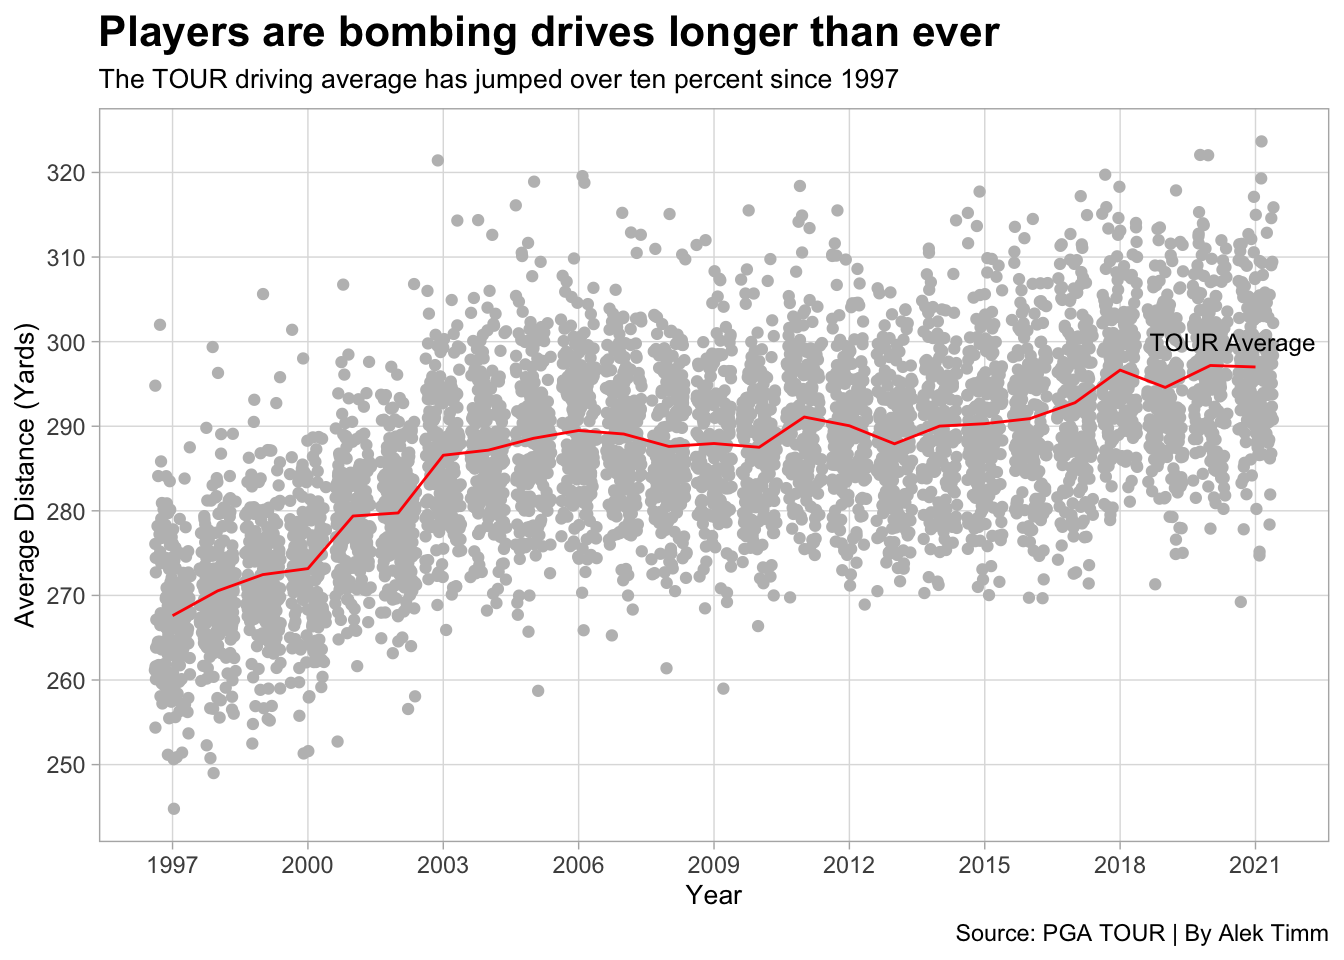 Players are bombing drives longer than ever
The TOUR driving average has jumped over ten percent since 1997
Average Distance (Yards)
320
310
300
290
280
270
260
250
TOUR Average
1997 2000 2003 2006 2009 2012 2015 2018 2021
Year
Source: PGA TOUR | By Alek Timm